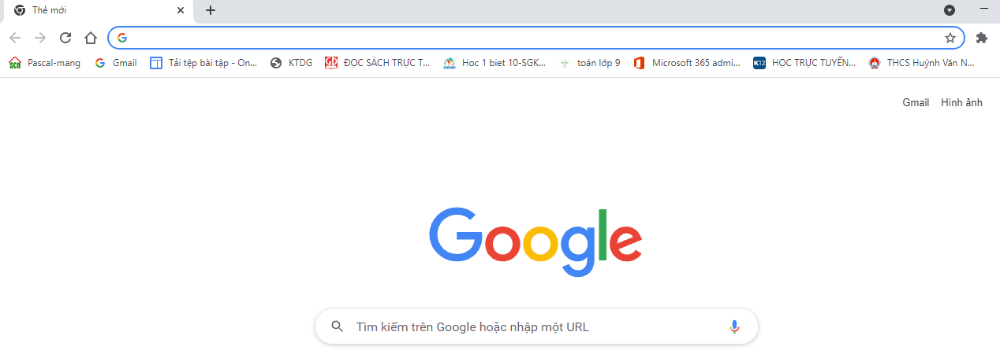 Thẻ mới
Pascal-mang Gmail Tải tệp bài tập - On... KTDG ĐỌC SÁCH TRỰC T... Hoc 1 biet 10-SGK... toán lớp 9 Microsoft 365 admi... HỌC TRỰC TUYẾN... THCS Huỳnh Văn N...
Gmail Hình ảnh
Google
Tìm kiếm trên Google hoặc nhập một URL